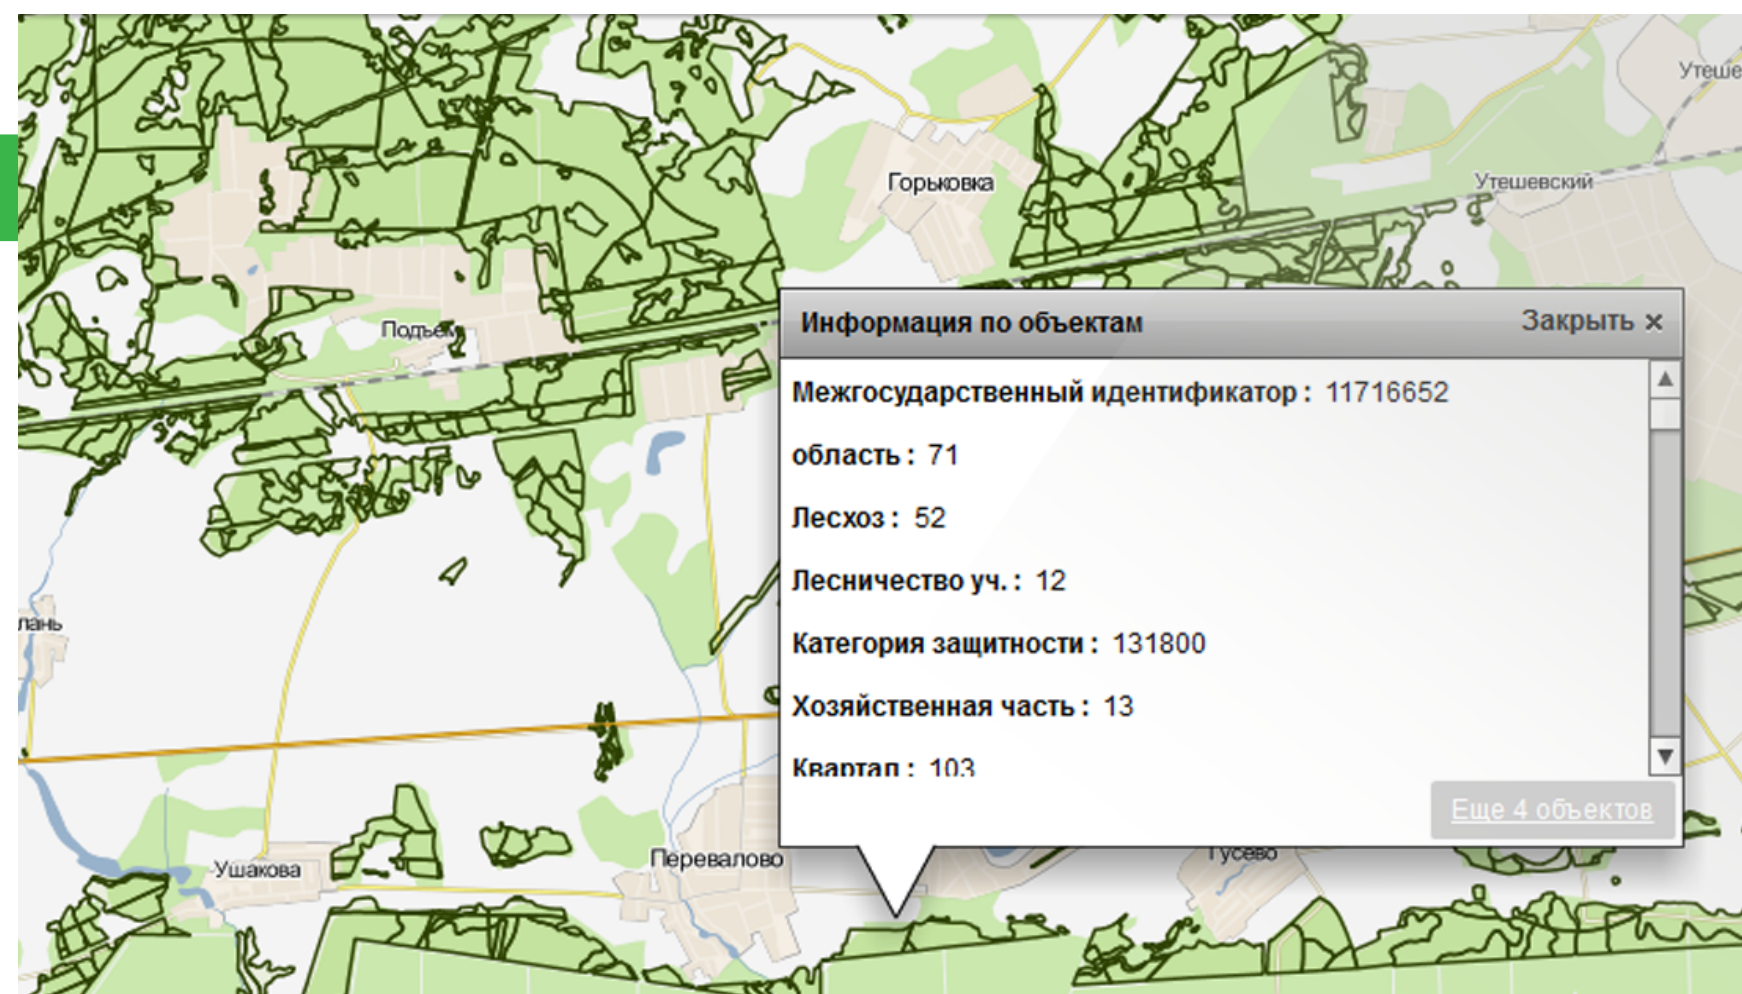 Утеше
Горьковка
Утешевский
Подъем
Информация по объектам
Закрыть ×
Межгосударственный идентификатор : 11716652
область : 71
Лесхоз : 52
Лесничество уч. : 12
Категория защитности : 131800
Хозяйственная часть : 13
Квартал : 103
Еще 4 объектов
лань
Ушакова
Перевалово
Гусево